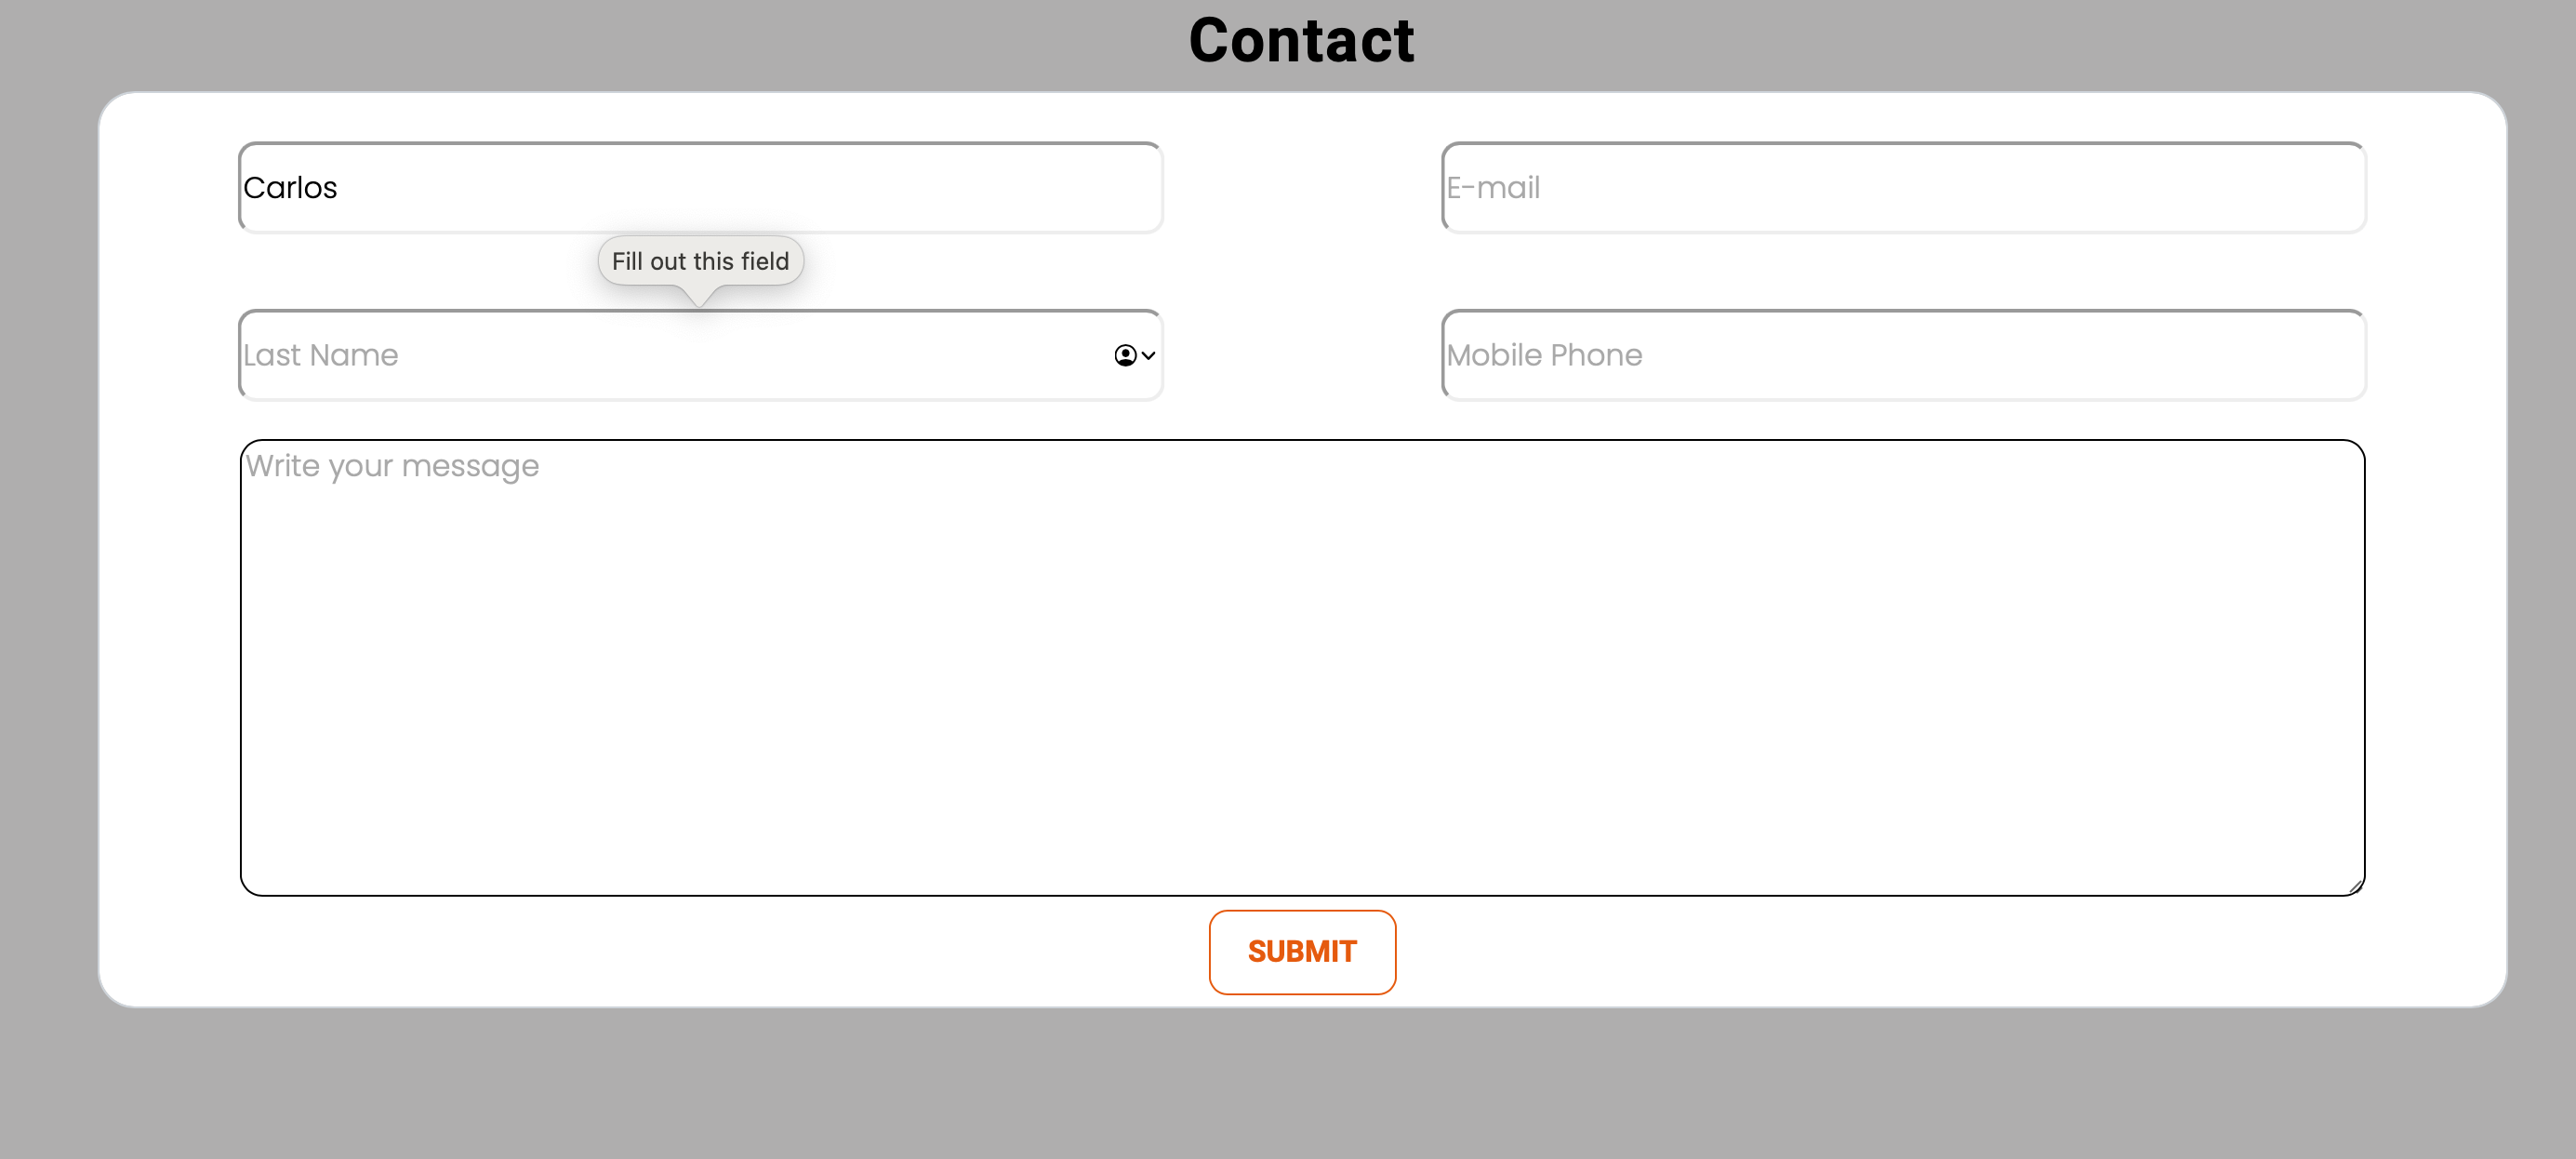 Contact
Carlos
E-mail
Fill out this field
Last Name
Mobile Phone
Write your message
SUBMIT